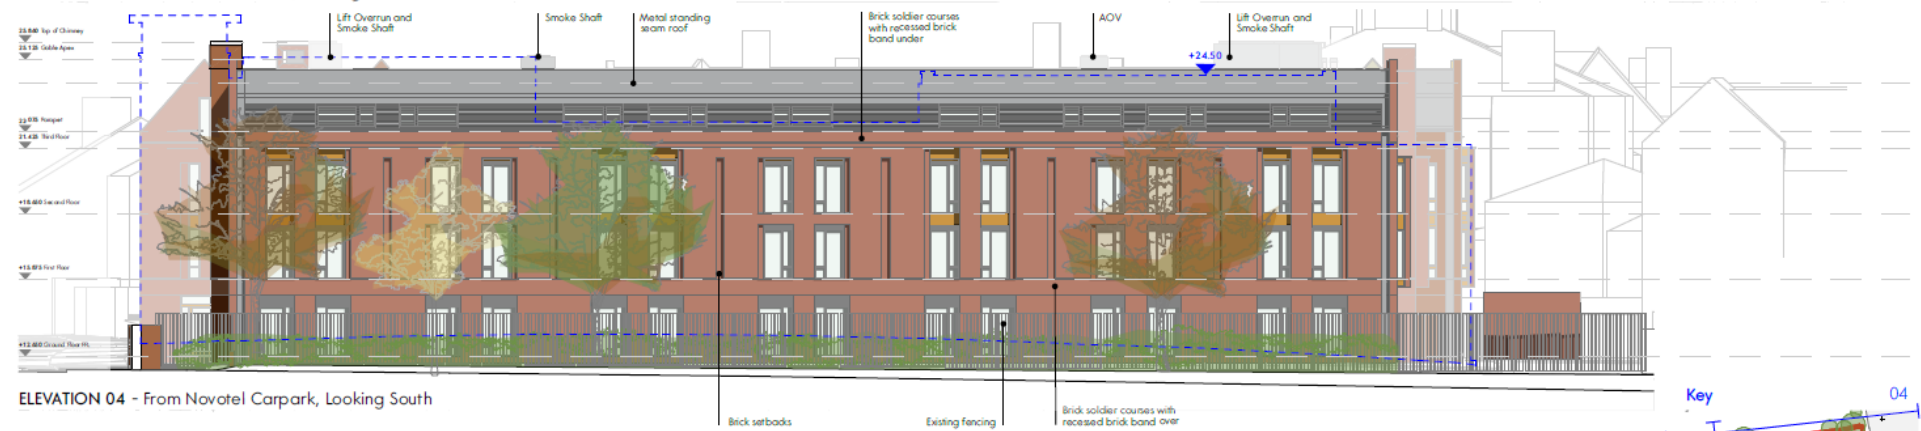 Lift Overrun and
Smoke Shaft
Smoke Shaft
Metal standing
seam roof
Brick soldier courses
with recessed brick
band under
AOV
Lift Overrun and
Smoke Shaft
+24.50
Top of Chimney
Gable Apex
Parapet
Third Floor
Second Floor
First Floor
Ground Floor
ELEVATION 04 - From Novotel Carpark, Looking South
Brick setbacks
Existing fencing
Brick soldier courses with
recessed brick band over
Key
04